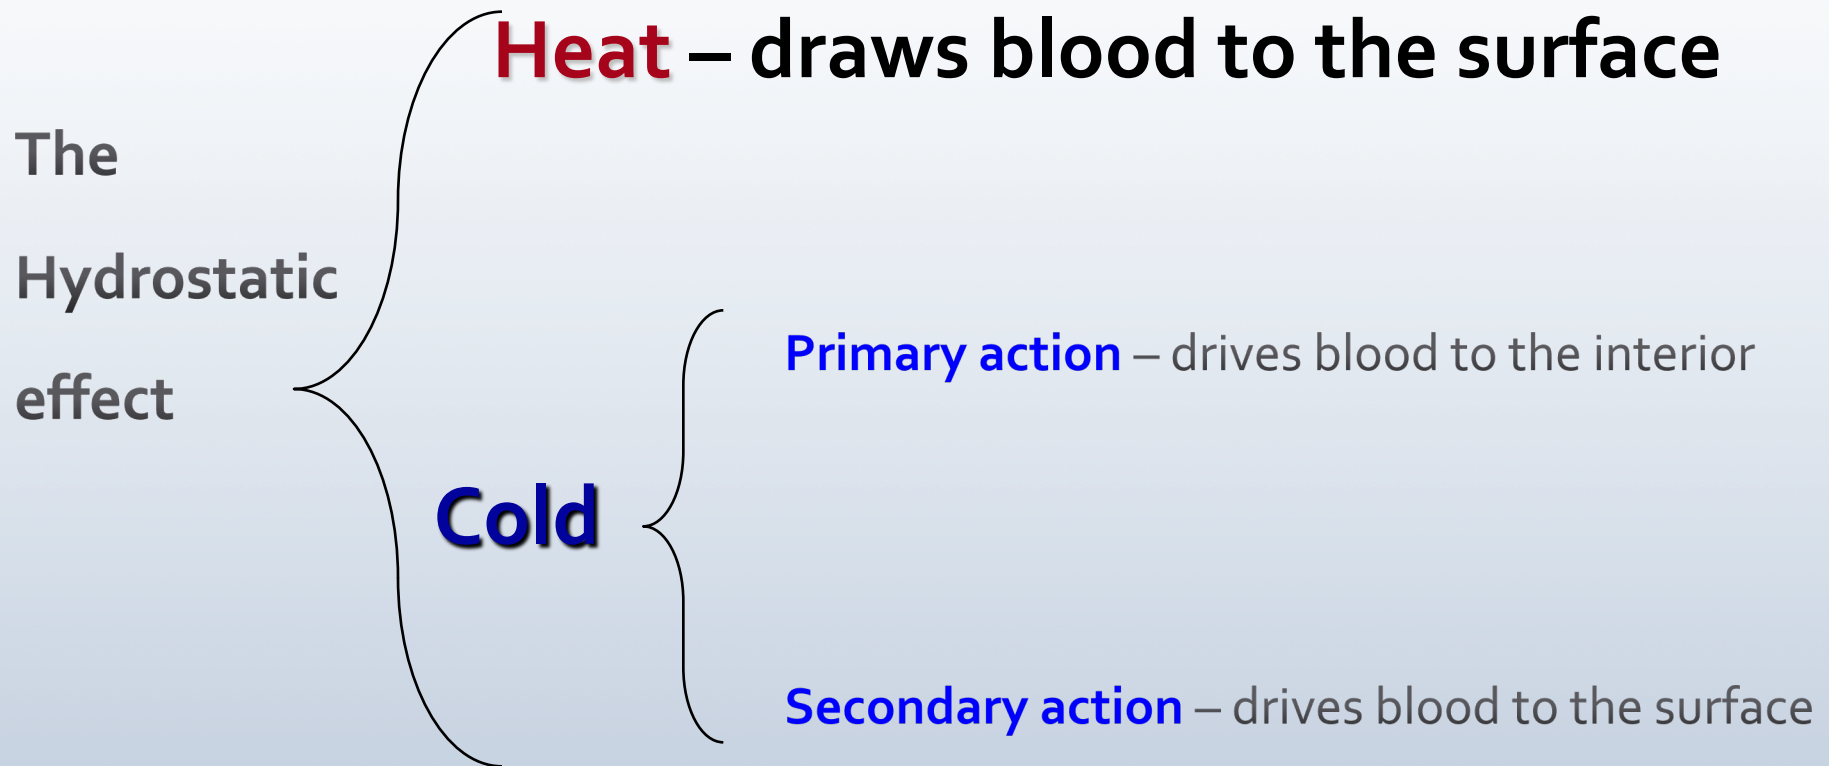 Heat – draws blood to the surface
The
Hydrostatic
effect
Primary action – drives blood to the interior
Cold
Secondary action – drives blood to the surface